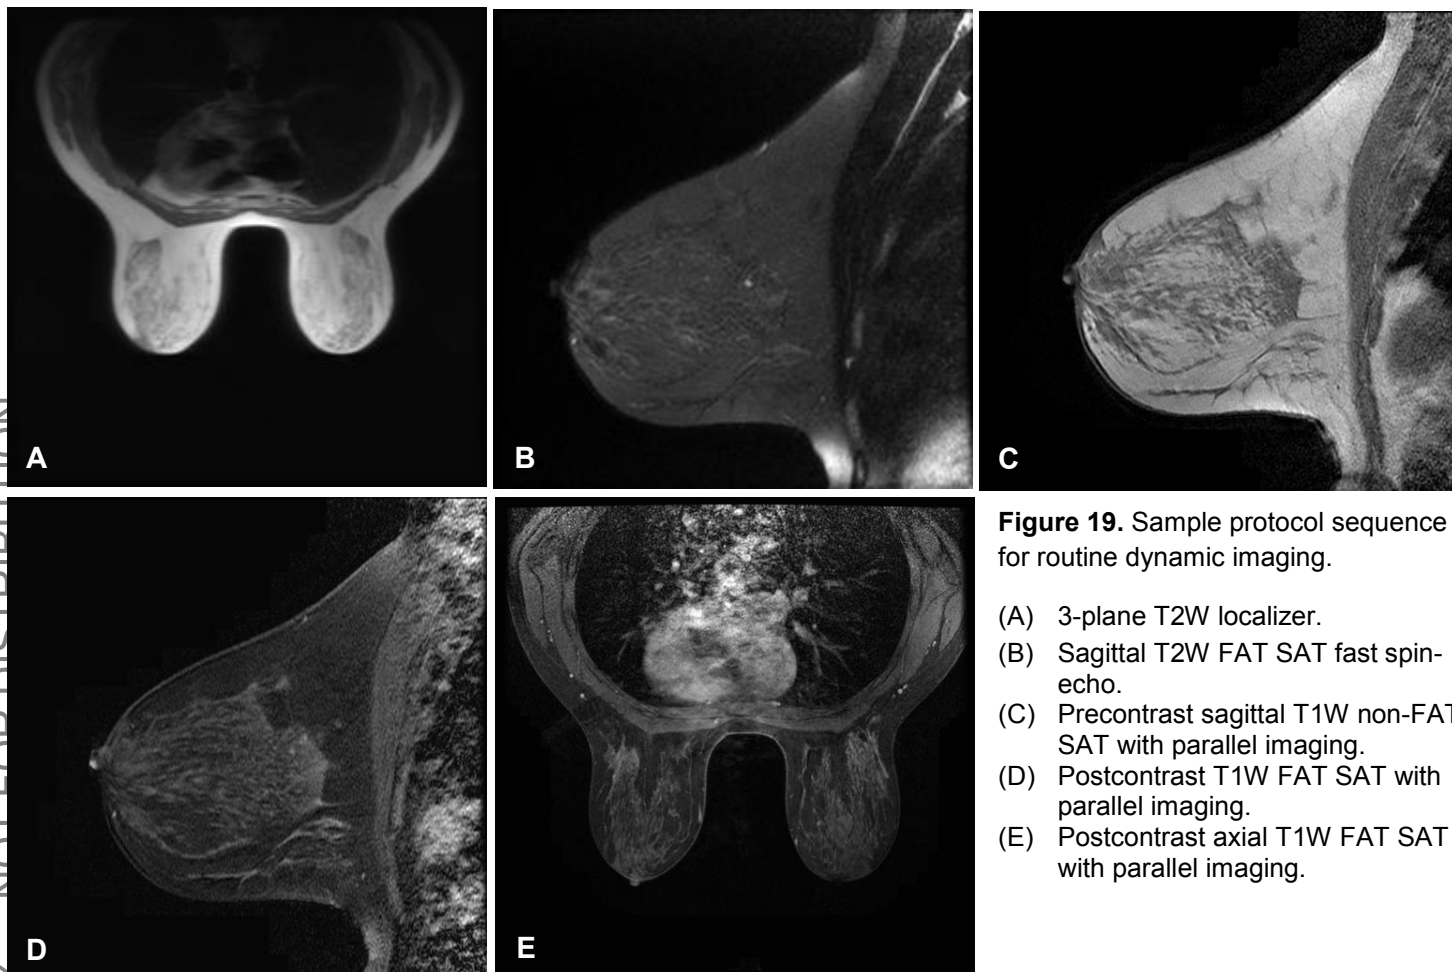 A
B
C
D
E
Figure 19. Sample protocol sequence
for routine dynamic imaging.
(A) 3-plane T2W localizer.
(B) Sagittal T2W FAT SAT fast spin-
echo.
(C) Precontrast sagittal T1W non-FAT
SAT with parallel imaging.
(D) Postcontrast T1W FAT SAT with
parallel imaging.
(E) Postcontrast axial T1W FAT SAT
with parallel imaging.